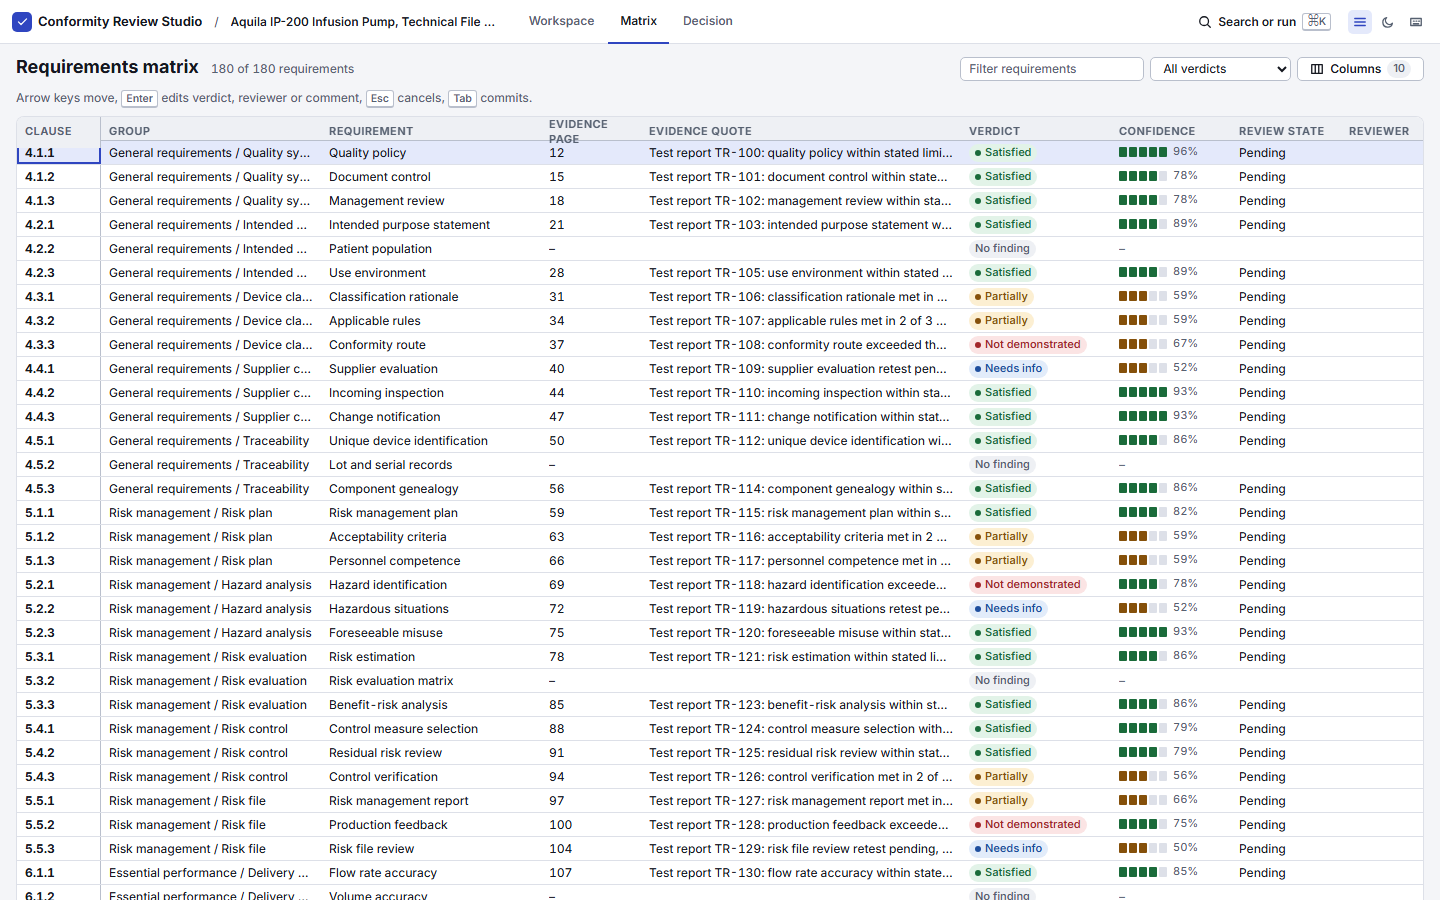 Conformity Review Studio / Aquila IP-200 Infusion Pump, Technical File ... Workspace Matrix Decision Search or run ⌘K
Requirements matrix 180 of 180 requirements Filter requirements All verdicts Columns 10
Arrow keys move, Enter edits verdict, reviewer or comment, Esc cancels, Tab commits.
CLAUSE GROUP REQUIREMENT EVIDENCE PAGE EVIDENCE QUOTE VERDICT CONFIDENCE REVIEW STATE REVIEWER
4.1.1 General requirements / Quality sy... Quality policy 12 Test report TR-100: quality policy within stated limi... Satisfied 96% Pending
4.1.2 General requirements / Quality sy... Document control 15 Test report TR-101: document control within state... Satisfied 78% Pending
4.1.3 General requirements / Quality sy... Management review 18 Test report TR-102: management review within sta... Satisfied 78% Pending
4.2.1 General requirements / Intended ... Intended purpose statement 21 Test report TR-103: intended purpose statement w... Satisfied 89% Pending
4.2.2 General requirements / Intended ... Patient population – No finding –
4.2.3 General requirements / Intended ... Use environment 28 Test report TR-105: use environment within stated ... Satisfied 89% Pending
4.3.1 General requirements / Device cla... Classification rationale 31 Test report TR-106: classification rationale met in ... Partially 59% Pending
4.3.2 General requirements / Device cla... Applicable rules 34 Test report TR-107: applicable rules met in 2 of 3 ... Partially 59% Pending
4.3.3 General requirements / Device cla... Conformity route 37 Test report TR-108: conformity route exceeded th... Not demonstrated 67% Pending
4.4.1 General requirements / Supplier c... Supplier evaluation 40 Test report TR-109: supplier evaluation retest pen... Needs info 52% Pending
4.4.2 General requirements / Supplier c... Incoming inspection 44 Test report TR-110: incoming inspection within sta... Satisfied 93% Pending
4.4.3 General requirements / Supplier c... Change notification 47 Test report TR-111: change notification within stat... Satisfied 93% Pending
4.5.1 General requirements / Traceability Unique device identification 50 Test report TR-112: unique device identification wi... Satisfied 86% Pending
4.5.2 General requirements / Traceability Lot and serial records – No finding –
4.5.3 General requirements / Traceability Component genealogy 56 Test report TR-114: component genealogy within s... Satisfied 86% Pending
5.1.1 Risk management / Risk plan Risk management plan 59 Test report TR-115: risk management plan within s... Satisfied 82% Pending
5.1.2 Risk management / Risk plan Acceptability criteria 63 Test report TR-116: acceptability criteria met in 2 ... Partially 59% Pending
5.1.3 Risk management / Risk plan Personnel competence 66 Test report TR-117: personnel competence met in ... Partially 59% Pending
5.2.1 Risk management / Hazard analysis Hazard identification 69 Test report TR-118: hazard identification exceede... Not demonstrated 78% Pending
5.2.2 Risk management / Hazard analysis Hazardous situations 72 Test report TR-119: hazardous situations retest pe... Needs info 52% Pending
5.2.3 Risk management / Hazard analysis Foreseeable misuse 75 Test report TR-120: foreseeable misuse within stat... Satisfied 93% Pending
5.3.1 Risk management / Risk evaluation Risk estimation 78 Test report TR-121: risk estimation within stated li... Satisfied 86% Pending
5.3.2 Risk management / Risk evaluation Risk evaluation matrix – No finding –
5.3.3 Risk management / Risk evaluation Benefit-risk analysis 85 Test report TR-123: benefit-risk analysis within st... Satisfied 86% Pending
5.4.1 Risk management / Risk control Control measure selection 88 Test report TR-124: control measure selection with... Satisfied 79% Pending
5.4.2 Risk management / Risk control Residual risk review 91 Test report TR-125: residual risk review within stat... Satisfied 79% Pending
5.4.3 Risk management / Risk control Control verification 94 Test report TR-126: control verification met in 2 of ... Partially 56% Pending
5.5.1 Risk management / Risk file Risk management report 97 Test report TR-127: risk management report met in... Partially 66% Pending
5.5.2 Risk management / Risk file Production feedback 100 Test report TR-128: production feedback exceede... Not demonstrated 75% Pending
5.5.3 Risk management / Risk file Risk file review 104 Test report TR-129: risk file review retest pending, ... Needs info 50% Pending
6.1.1 Essential performance / Delivery ... Flow rate accuracy 107 Test report TR-130: flow rate accuracy within state... Satisfied 85% Pending
6.1.2 Essential performance / Delivery ... Volume accuracy – No finding –